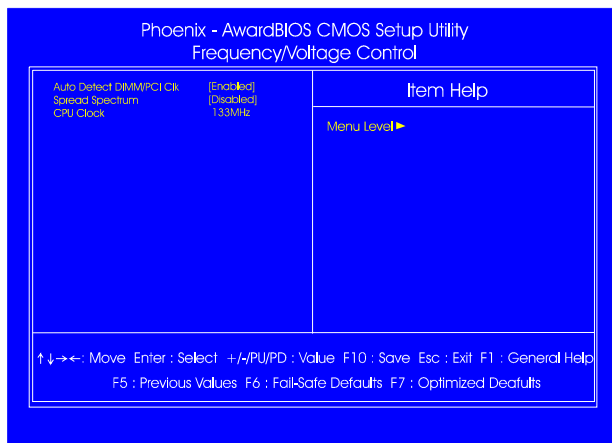 Phoenix - AwardBIOS CMOS Setup Utility
Frequency/Voltage Control
Auto Detect DIMM/PCI Clk [Enabled]
Spread Spectrum [Disabled]
CPU Clock 133MHz
Item Help
Menu Level►
↑↓→←: Move Enter : Select +/-/PU/PD : Value F10 : Save Esc : Exit F1 : General Help
F5 : Previous Values F6 : Fail-Safe Defaults F7 : Optimized Deafults